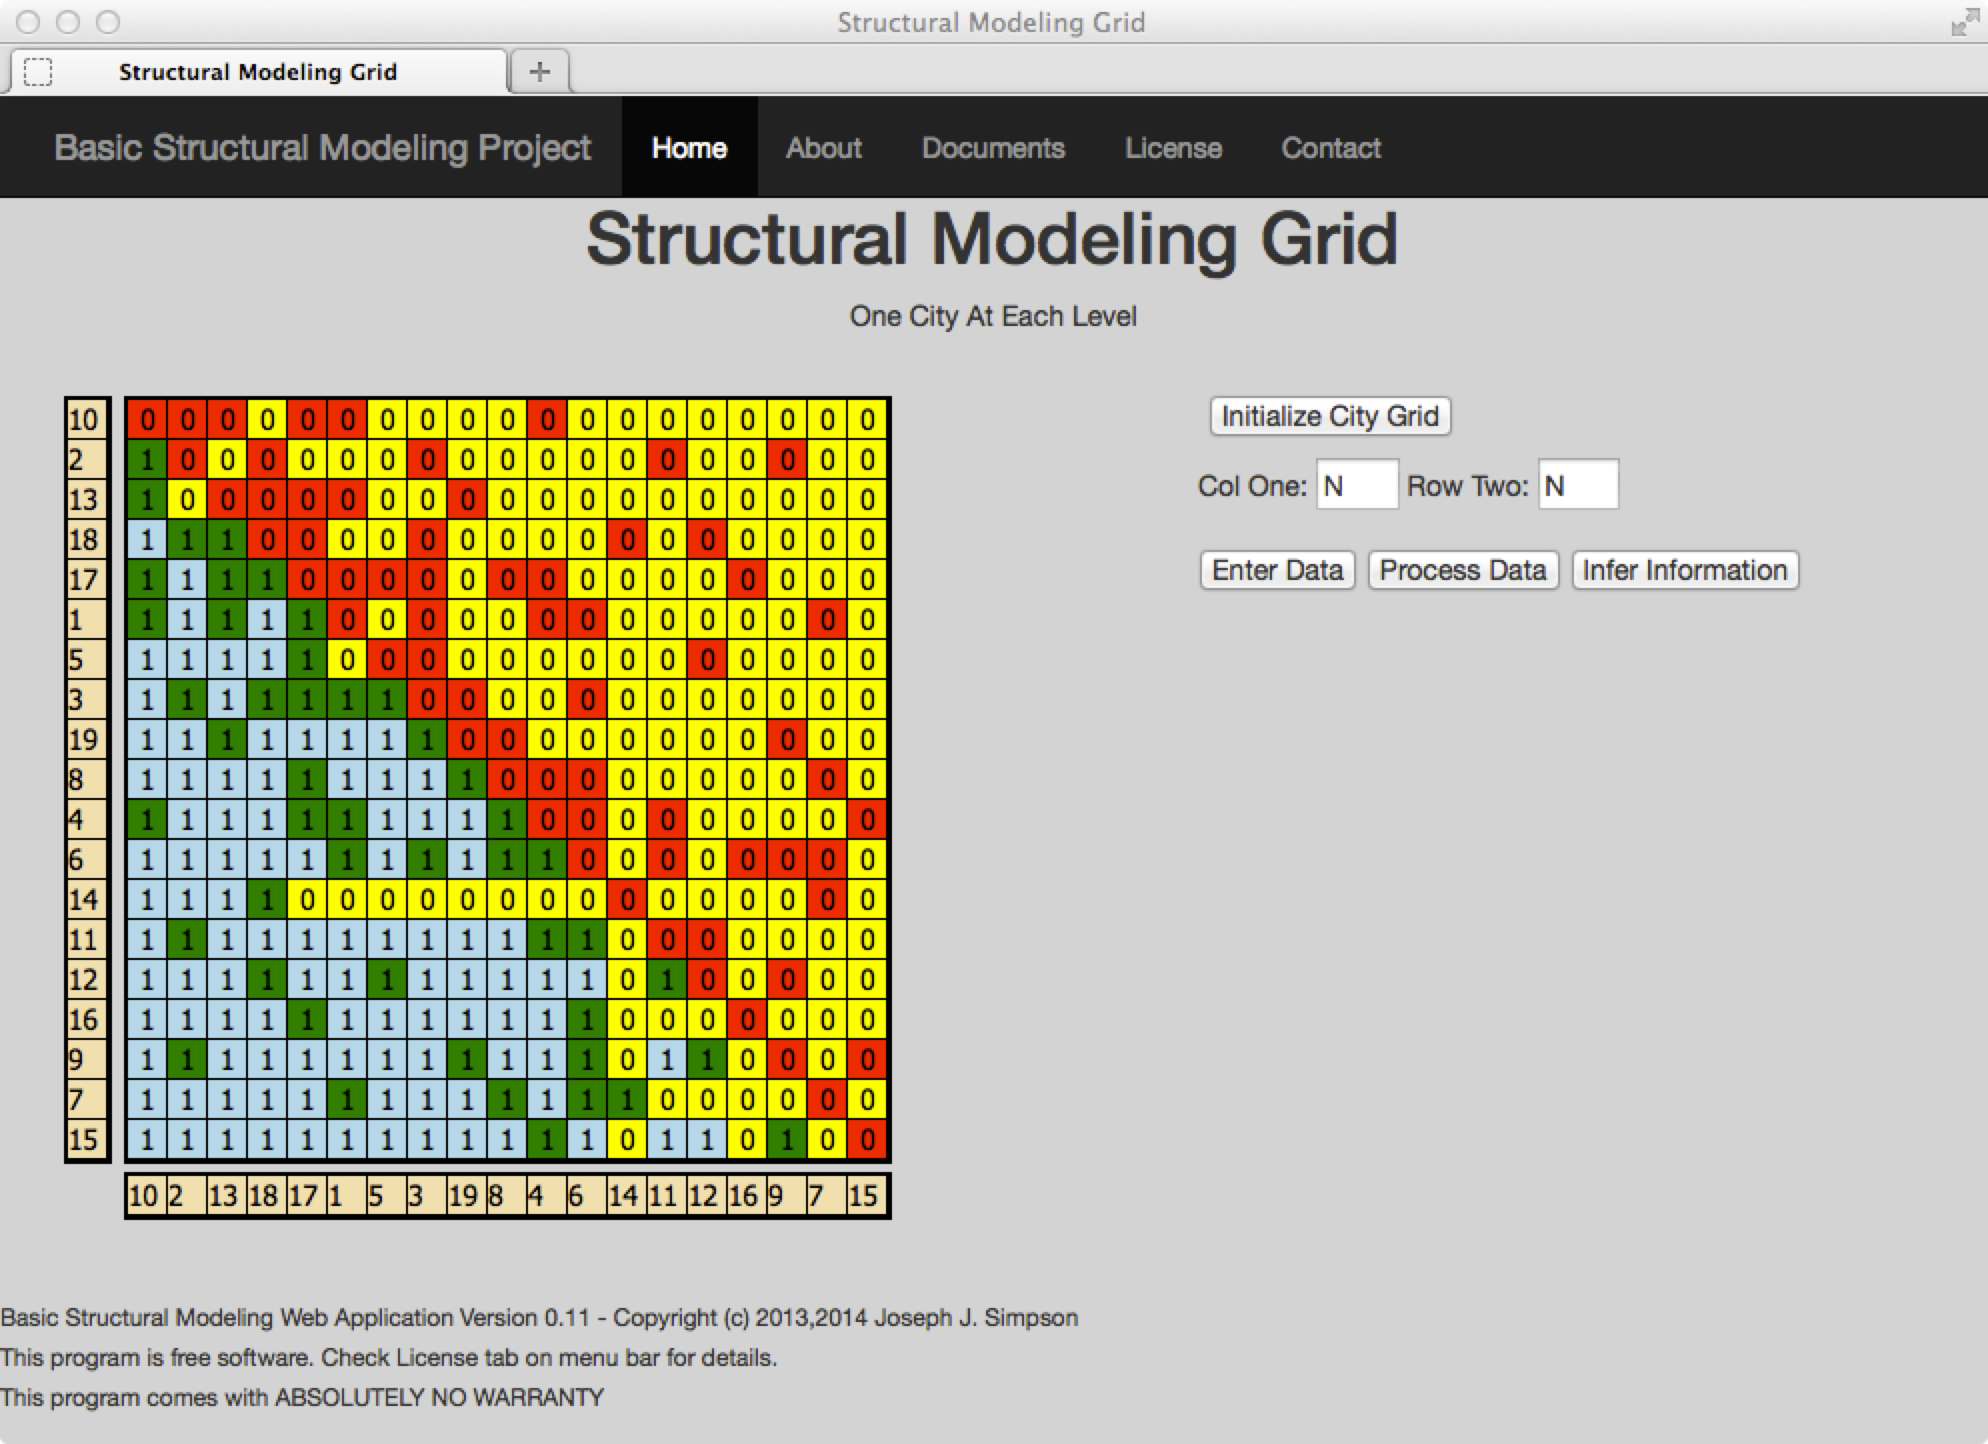 Structural Modeling Grid
Structural Modeling Grid
Basic Structural Modeling Project Home About Documents License Contact
Structural Modeling Grid
One City At Each Level
10 0 0 0 0 0 0 0 0 0 0 0 0 0 0 0 0 0 0 0 Initialize City Grid
2 1 0 0 0 0 0 0 0 0 0 0 0 0 0 0 0 0 0 0
Col One: N Row Two: N
13 1 0 0 0 0 0 0 0 0 0 0 0 0 0 0 0 0 0 0
18 1 1 1 0 0 0 0 0 0 0 0 0 0 0 0 0 0 0 0
17 1 1 1 1 0 0 0 0 0 0 0 0 0 0 0 0 0 0 0 Enter Data Process Data Infer Information
1 1 1 1 1 1 0 0 0 0 0 0 0 0 0 0 0 0 0 0
5 1 1 1 1 1 0 0 0 0 0 0 0 0 0 0 0 0 0 0
3 1 1 1 1 1 1 1 0 0 0 0 0 0 0 0 0 0 0 0
19 1 1 1 1 1 1 1 1 0 0 0 0 0 0 0 0 0 0 0
8 1 1 1 1 1 1 1 1 1 0 0 0 0 0 0 0 0 0 0
4 1 1 1 1 1 1 1 1 1 1 0 0 0 0 0 0 0 0 0
6 1 1 1 1 1 1 1 1 1 1 1 0 0 0 0 0 0 0 0
14 1 1 1 1 0 0 0 0 0 0 0 0 0 0 0 0 0 0 0
11 1 1 1 1 1 1 1 1 1 1 1 1 0 0 0 0 0 0 0
12 1 1 1 1 1 1 1 1 1 1 1 1 0 1 0 0 0 0 0
16 1 1 1 1 1 1 1 1 1 1 1 1 0 0 0 0 0 0 0
9 1 1 1 1 1 1 1 1 1 1 1 1 0 1 1 0 0 0 0
7 1 1 1 1 1 1 1 1 1 1 1 1 1 0 0 0 0 0 0
15 1 1 1 1 1 1 1 1 1 1 1 1 0 1 1 0 1 0 0
10 2 13 18 17 1 5 3 19 8 4 6 14 11 12 16 9 7 15
Basic Structural Modeling Web Application Version 0.11 - Copyright (c) 2013,2014 Joseph J. Simpson
This program is free software. Check License tab on menu bar for details.
This program comes with ABSOLUTELY NO WARRANTY